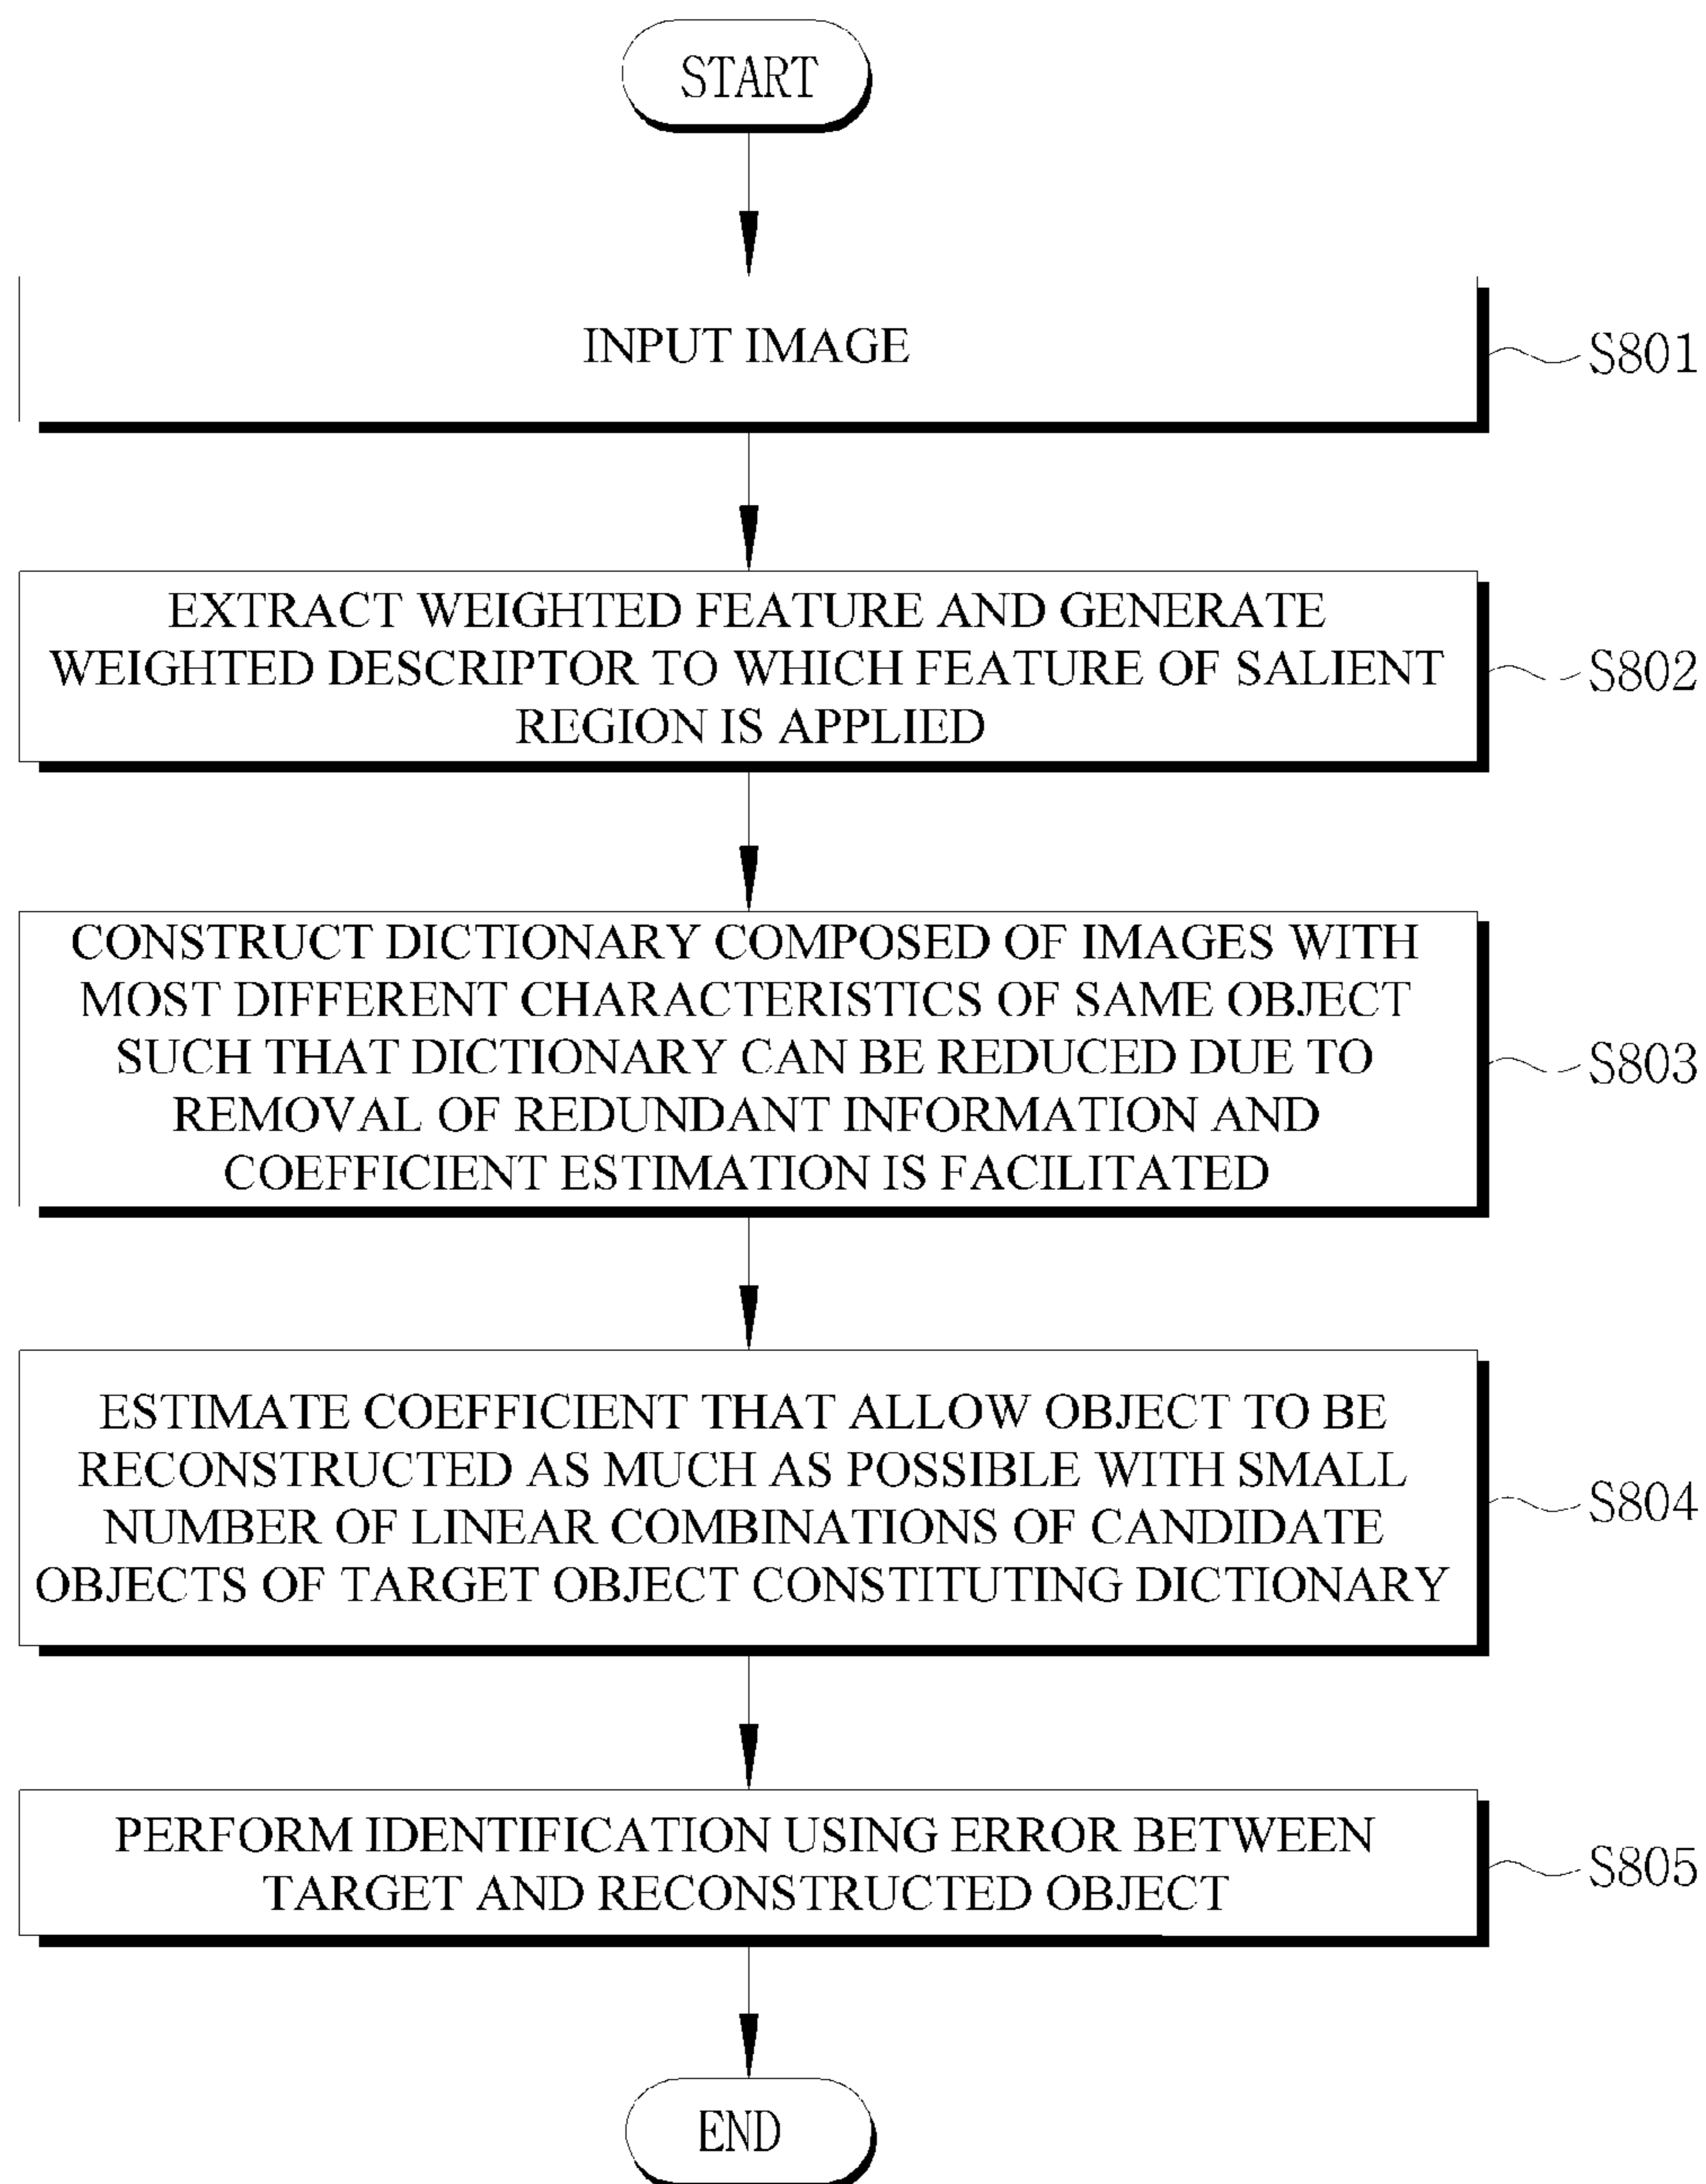 START
INPUT IMAGE
S801
EXTRACT WEIGHTED FEATURE AND GENERATE
WEIGHTED DESCRIPTOR TO WHICH FEATURE OF SALIENT
REGION IS APPLIED
S802
CONSTRUCT DICTIONARY COMPOSED OF IMAGES WITH
MOST DIFFERENT CHARACTERISTICS OF SAME OBJECT
SUCH THAT DICTIONARY CAN BE REDUCED DUE TO
REMOVAL OF REDUNDANT INFORMATION AND
COEFFICIENT ESTIMATION IS FACILITATED
S803
ESTIMATE COEFFICIENT THAT ALLOW OBJECT TO BE
RECONSTRUCTED AS MUCH AS POSSIBLE WITH SMALL
NUMBER OF LINEAR COMBINATIONS OF CANDIDATE
OBJECTS OF TARGET OBJECT CONSTITUTING DICTIONARY
S804
PERFORM IDENTIFICATION USING ERROR BETWEEN
TARGET AND RECONSTRUCTED OBJECT
S805
END